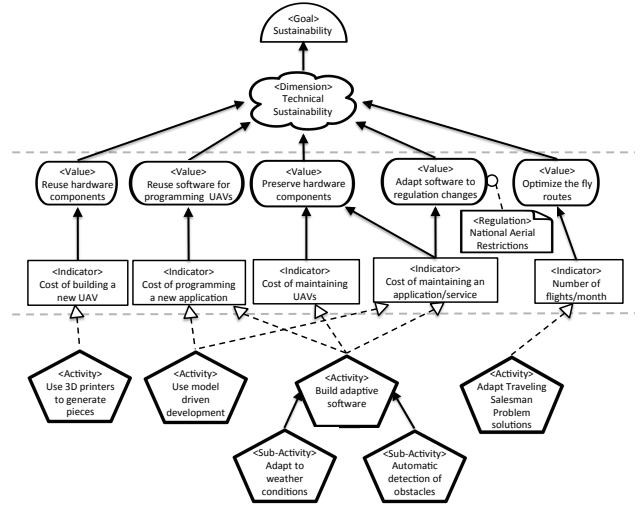 <Goal>
Sustainability
<Dimension>
Technical
Sustainability
<Value>
Reuse hardware
components
<Value>
Reuse software for
programming UAVs
<Value>
Preserve hardware
components
<Value>
Adapt software to
regulation changes
<Value>
Optimize the fly
routes
<Regulation>
National Aerial
Restrictions
<Indicator>
Cost of building a
new UAV
<Indicator>
Cost of programming
a new application
<Indicator>
Cost of maintaining
UAVs
<Indicator>
Cost of maintaining an
application/service
<Indicator>
Number of
flights/month
<Activity>
Use 3D printers
to generate
pieces
<Activity>
Use model
driven
development
<Activity>
Build adaptive
software
<Activity>
Adapt Traveling
Salesman
Problem
solutions
<Sub-Activity>
Adapt to
weather
conditions
<Sub-Activity>
Automatic
detection of
obstacles